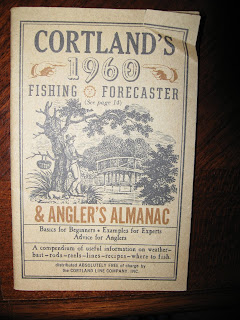 CORTLAND'S
1960
FISHING FORECASTER
(See page 18)
& ANGLER'S ALMANAC
Basics for Beginners • Examples for Experts
Advice for Anglers
A compendium of useful information on weather-
bait-rods-reels-lines-recipes-where to fish.
distributed ABSOLUTELY FREE of charge by
the CORTLAND LINE COMPANY, INC.